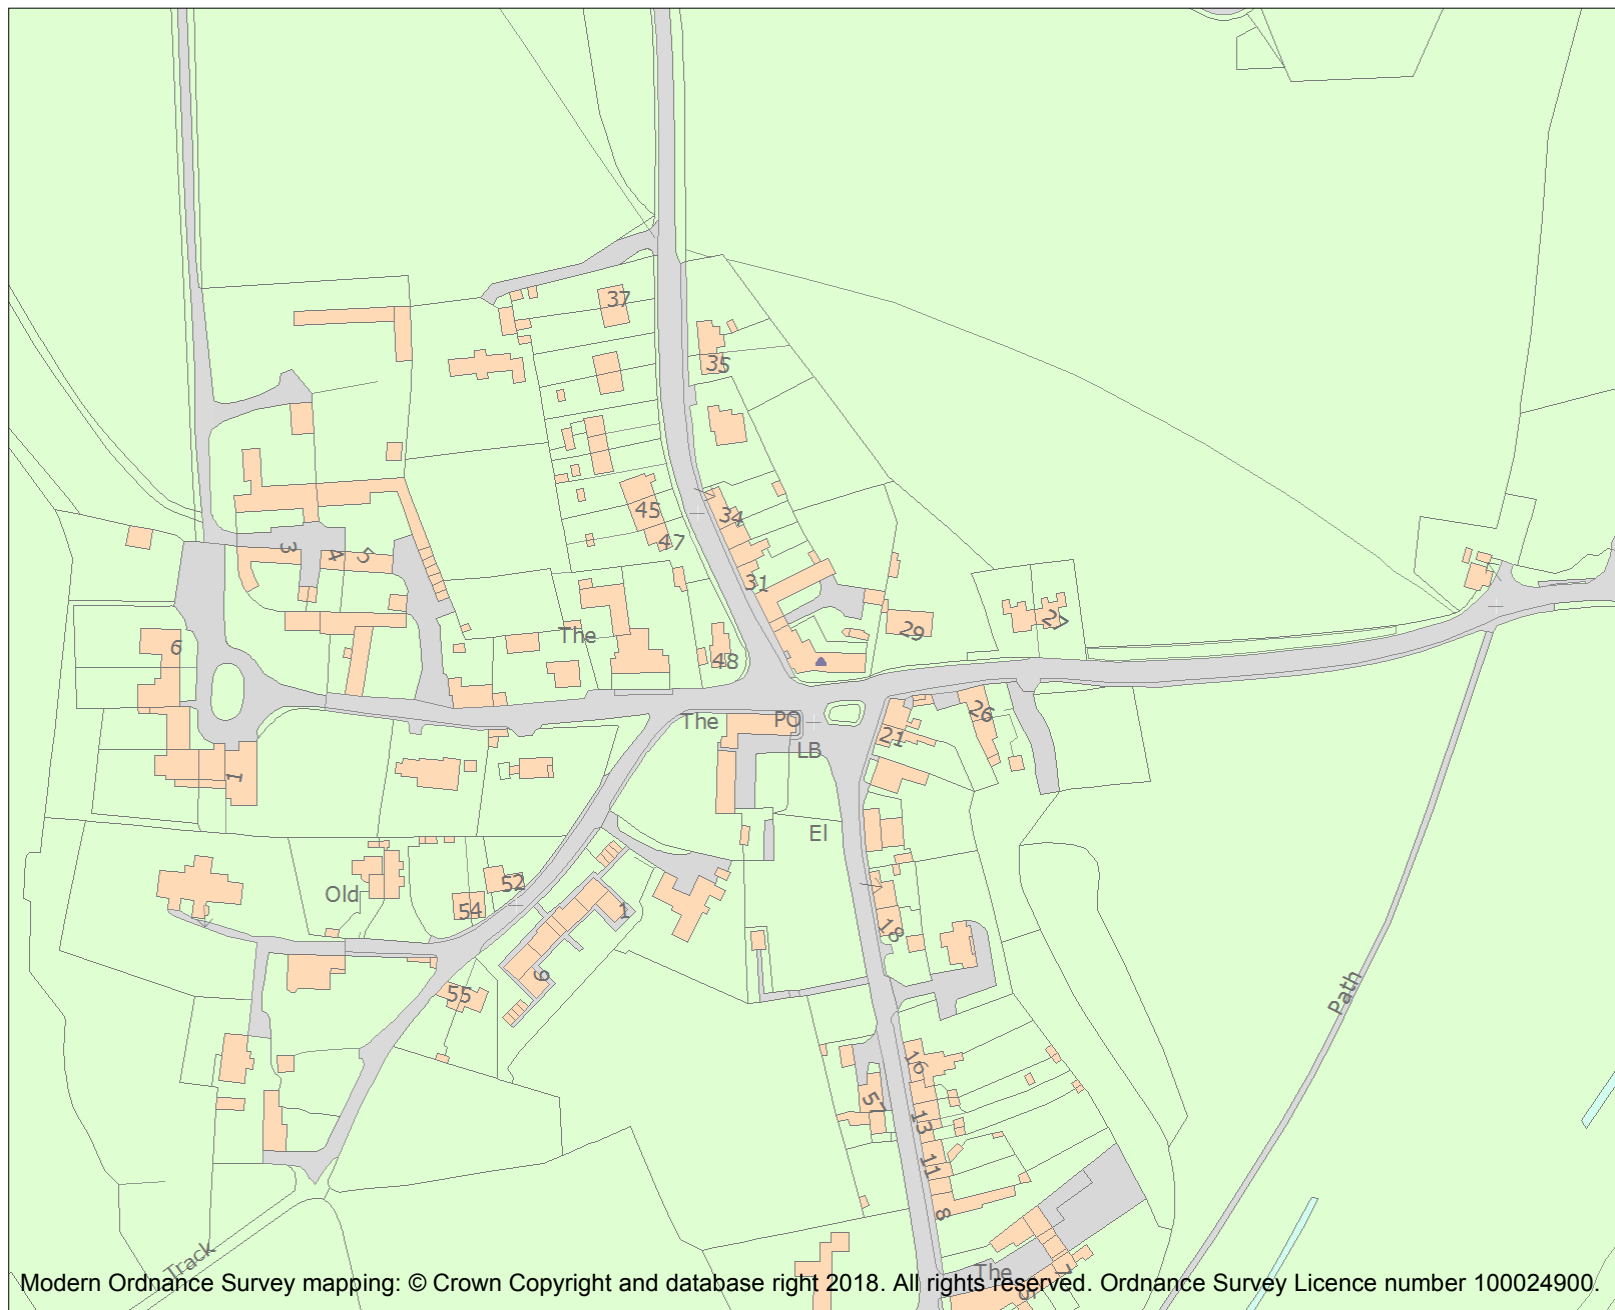 37
35
45
34
47
3
4
5
31
The
29
27
6
48
The
PO
26
21
LB
1
El
52
Old
54
1
18
6
55
Path
16
57
13
11
8
Track
The
7
Modern Ordnance Survey mapping: © Crown Copyright and database right 2018. All rights reserved. Ordnance Survey Licence number 100024900.